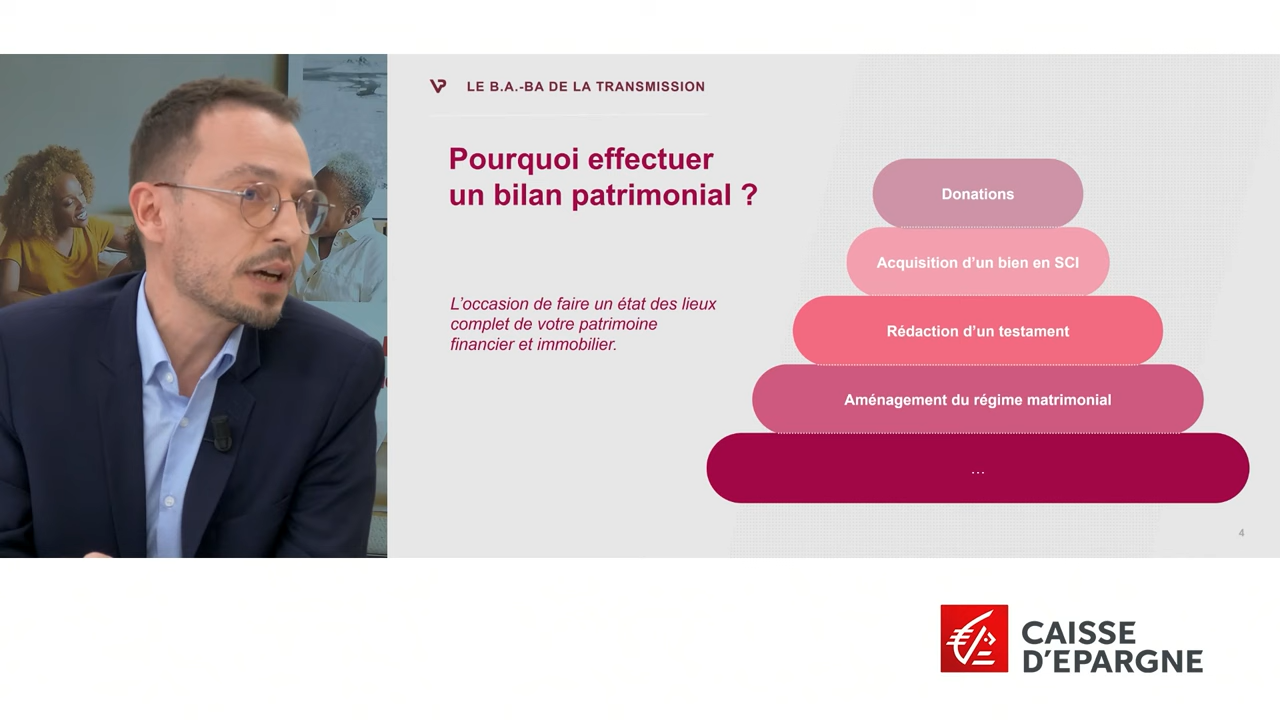 LE B.A.-BA DE LA TRANSMISSION
Pourquoi effectuer
un bilan patrimonial ?
L’occasion de faire un état des lieux
complet de votre patrimoine
financier et immobilier.
Donations
Acquisition d’un bien en SCI
Rédaction d’un testament
Aménagement du régime matrimonial
...
4
CAISSE
D’EPARGNE